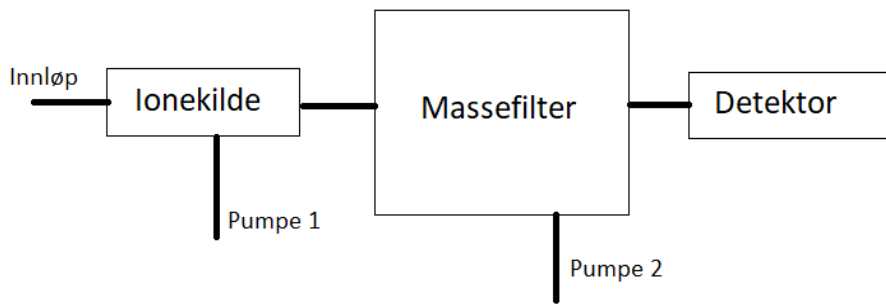 Innløp
Ionekilde
Massefilter
Detektor
Pumpe 1
Pumpe 2